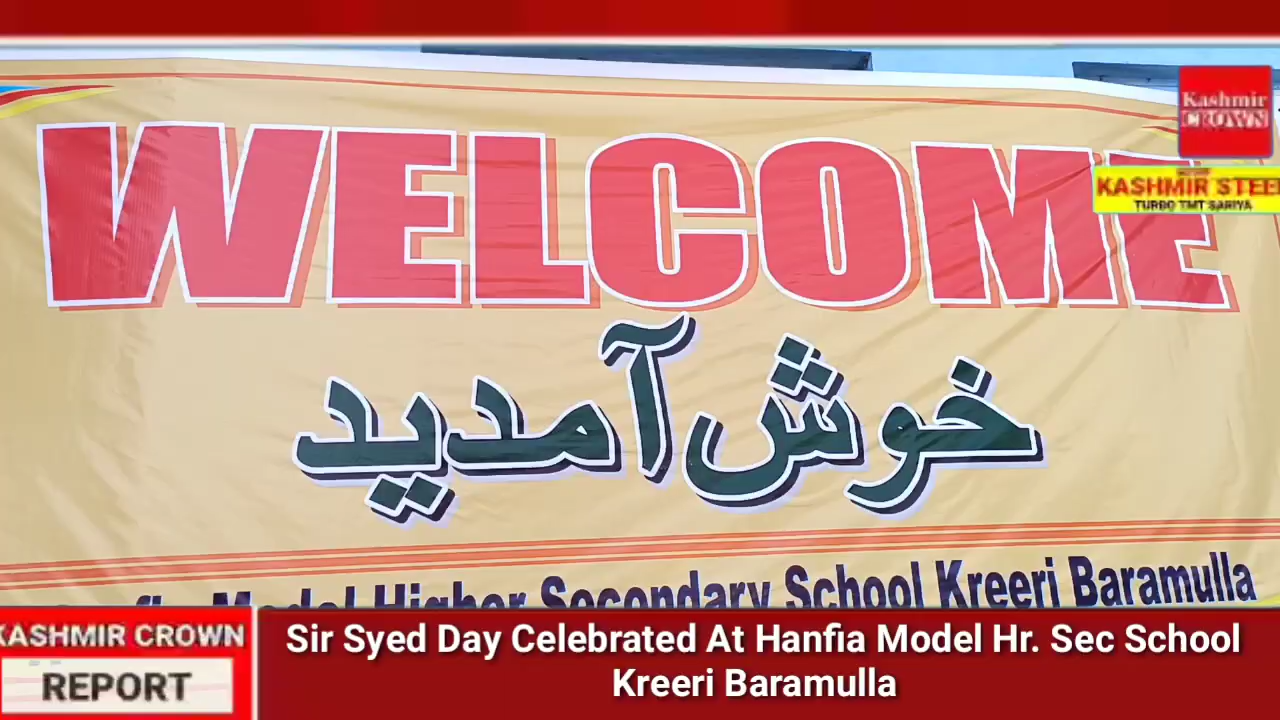 WELCOME
Kashmir
CROWN
KASHMIR STEE
TURBO TMT SARIYA
خوش آمدید
Model Higher Secondary School Kreeri Baramulla
KASHMIR CROWN
REPORT
Sir Syed Day Celebrated At Hanfia Model Hr. Sec School
Kreeri Baramulla